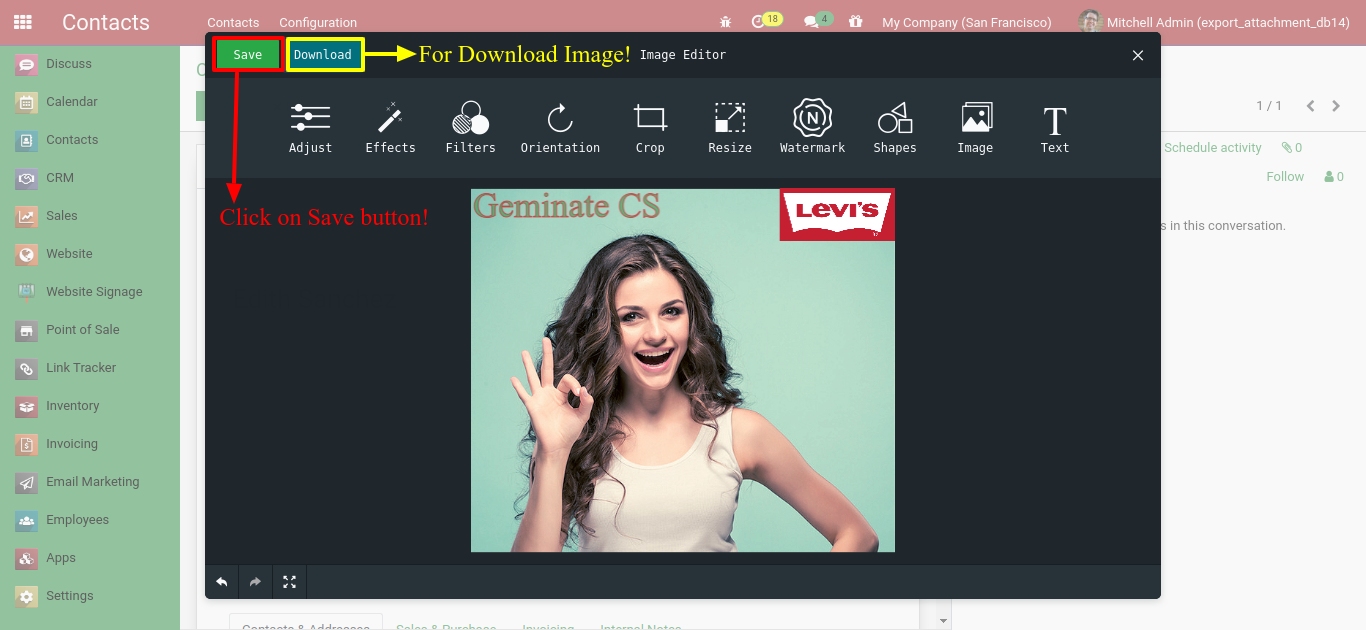 Contacts
Contacts Configuration
18
4
My Company (San Francisco)
Mitchell Admin (export_attachment_db14)
Discuss
Calendar
Contacts
CRM
Sales
Website
Website Signage
Point of Sale
Link Tracker
Inventory
Invoicing
Email Marketing
Employees
Apps
Settings
Save Download For Download Image! Image Editor
Adjust Effects Filters Orientation Crop Resize Watermark Shapes Image Text
N
Click on Save button!
Geminate CS
LEVI'S
1 / 1
Schedule activity 0
Follow 0
s in this conversation.
Contacts & Addresses Sales & Purchase Invoicing Internal Notes